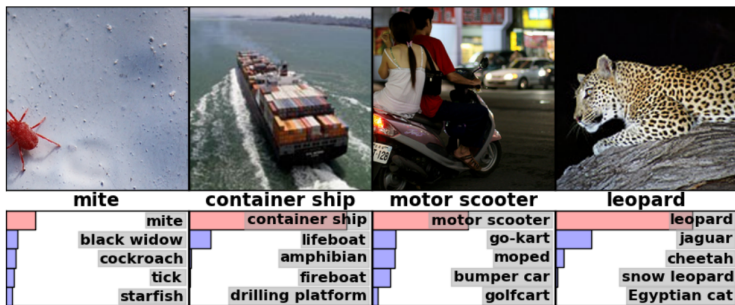 mite
container ship
motor scooter
leopard
mite
black widow
cockroach
tick
starfish
container ship
lifeboat
amphibian
fireboat
drilling platform
motor scooter
go-kart
moped
bumper car
golfcart
leopard
jaguar
cheetah
snow leopard
Egyptian cat